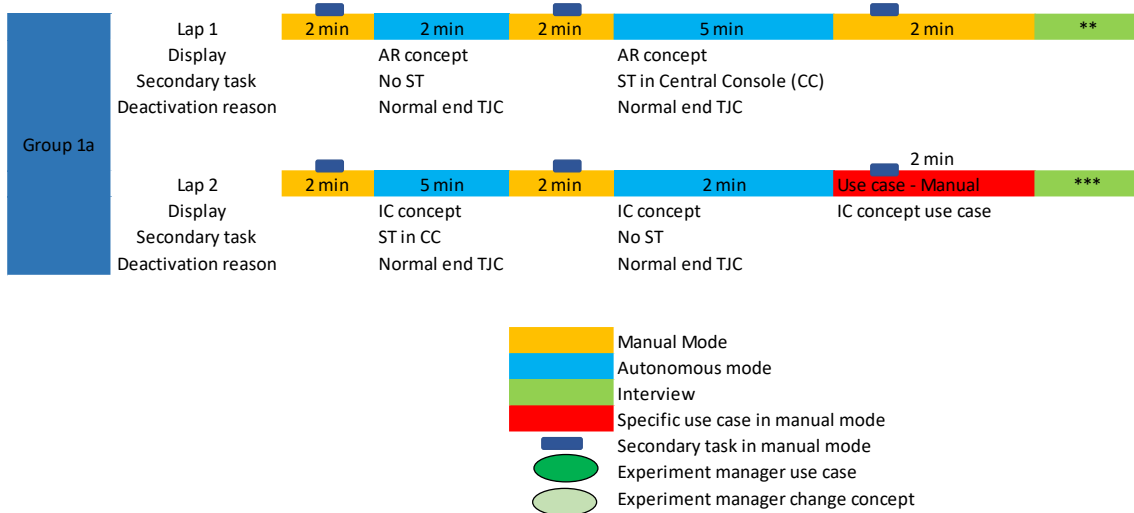 Lap 1 2 min 2 min 2 min 5 min 2 min **
Display AR concept AR concept
Secondary task No ST ST in Central Console (CC)
Deactivation reason Normal end TJC Normal end TJC
Group 1a
2 min
Lap 2 2 min 5 min 2 min 2 min Use case - Manual ***
Display IC concept IC concept IC concept use case
Secondary task ST in CC No ST
Deactivation reason Normal end TJC Normal end TJC
Manual Mode
Autonomous mode
Interview
Specific use case in manual mode
Secondary task in manual mode
Experiment manager use case
Experiment manager change concept